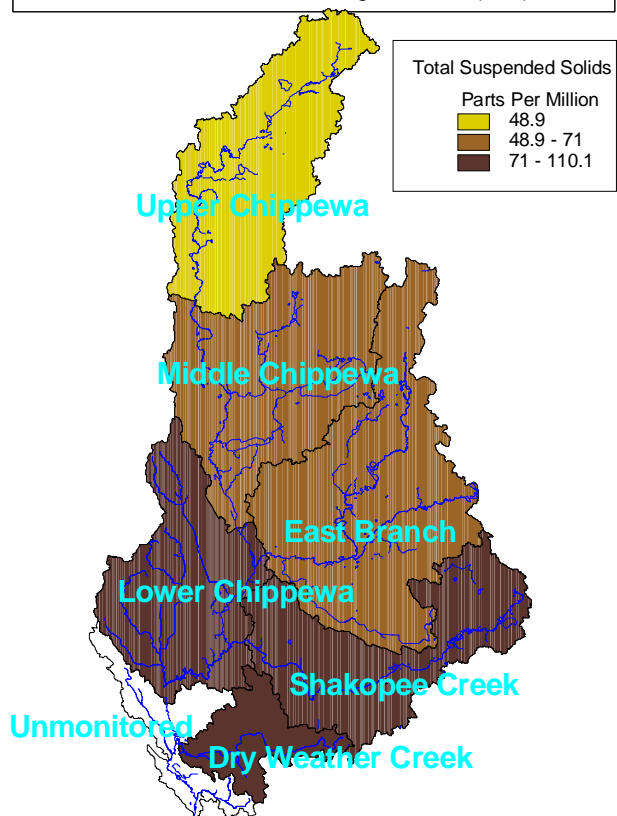 Total Suspended Solids
Parts Per Million
48.9
48.9 - 71
71 - 110.1
Upper Chippewa
Middle Chippewa
East Branch
Lower Chippewa
Shakopee Creek
Unmonitored
Dry Weather Creek